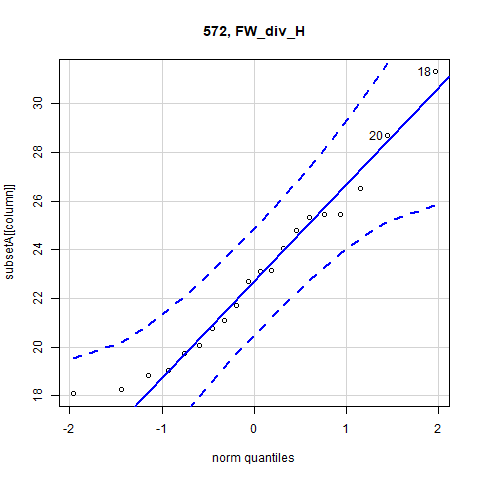 572, FW_div_H
18
20
30
28
26
24
22
20
18
subsetA[[column]]
-2 -1 0 1 2
norm quantiles